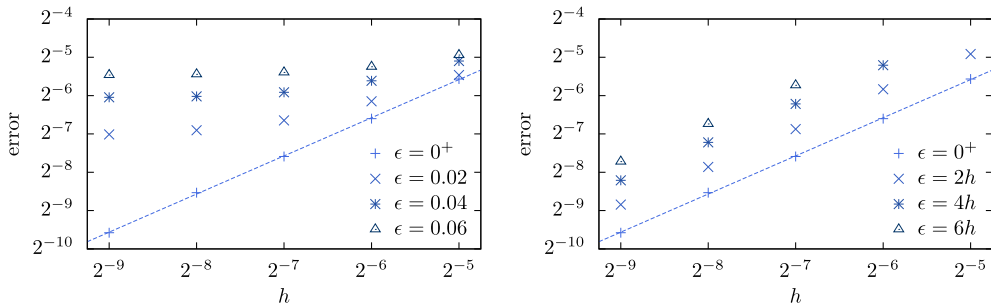 2⁻⁴
2⁻⁵
2⁻⁶
2⁻⁷
2⁻⁸
2⁻⁹
2⁻¹⁰
error
ϵ = 0⁺
ϵ = 0.02
ϵ = 0.04
ϵ = 0.06
2⁻⁹ 2⁻⁸ 2⁻⁷ 2⁻⁶ 2⁻⁵
h
2⁻⁴
2⁻⁵
2⁻⁶
2⁻⁷
2⁻⁸
2⁻⁹
2⁻¹⁰
error
ϵ = 0⁺
ϵ = 2h
ϵ = 4h
ϵ = 6h
2⁻⁹ 2⁻⁸ 2⁻⁷ 2⁻⁶ 2⁻⁵
h